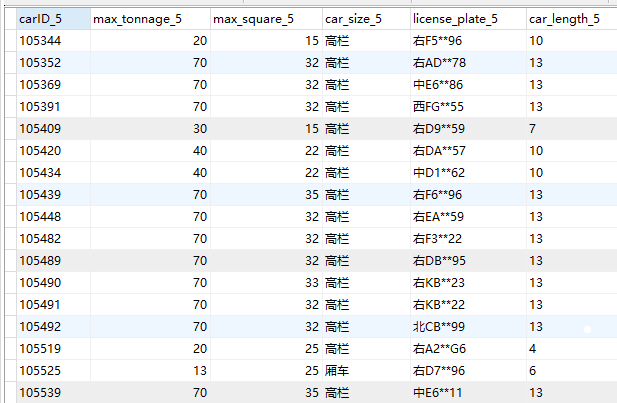 carID_5 max_tonnage_5 max_square_5 car_size_5 license_plate_5 car_length_5
105344 20 15 高栏 右F5**96 10
105352 70 32 高栏 右AD**78 13
105369 70 32 高栏 中E6**86 13
105391 70 32 高栏 西FG**55 13
105409 30 15 高栏 右D9**59 7
105420 40 22 高栏 右DA**57 10
105434 40 22 高栏 中D1**62 10
105439 70 35 高栏 右F6**96 13
105448 70 32 高栏 右EA**59 13
105482 70 32 高栏 右F3**22 13
105489 70 32 高栏 右DB**95 13
105490 70 33 高栏 右KB**23 13
105491 70 32 高栏 右KB**22 13
105492 70 32 高栏 北CB**99 13
105519 20 25 高栏 右A2**G6 4
105525 13 25 厢车 右D7**96 6
105539 70 35 高栏 中E6**11 13